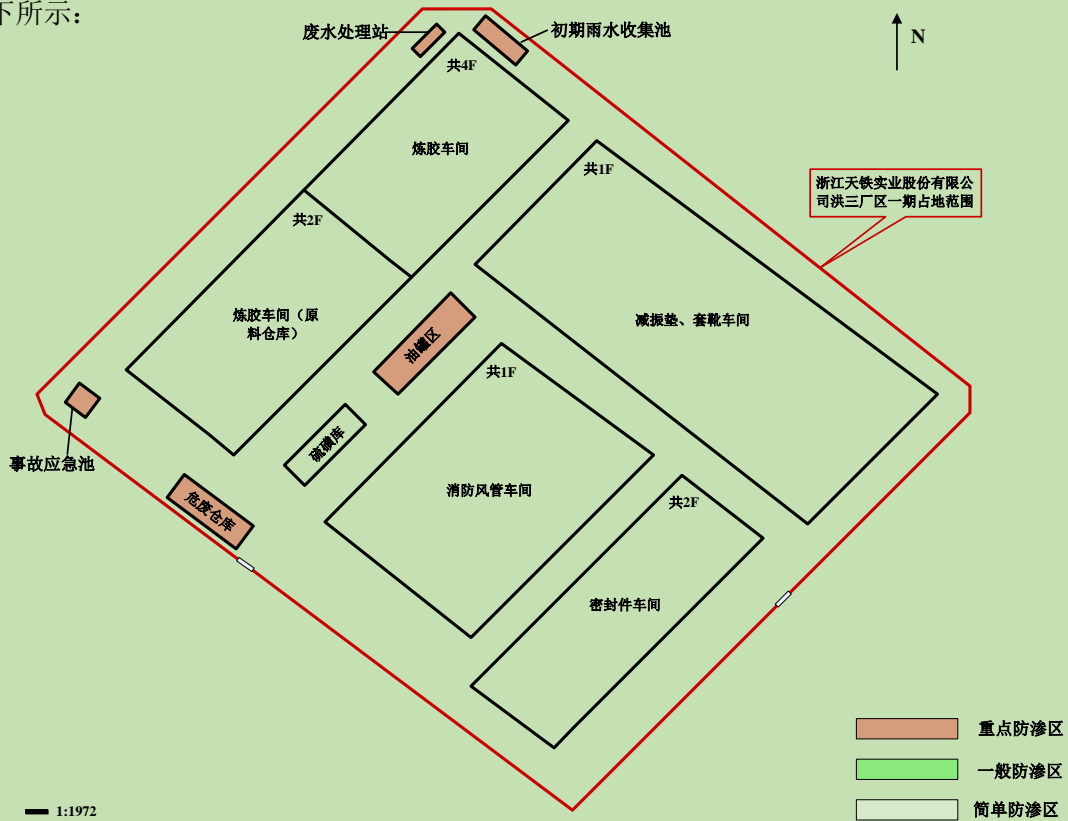 下所示：
废水处理站
初期雨水收集池
N
共4F
炼胶车间
共1F
浙江天铁实业股份有限公
司洪三厂区一期占地范围
共2F
炼胶车间（原
料仓库）
减振垫、套靴车间
油罐区
共1F
硫磺库
事故应急池
消防风管车间
危废仓库
共2F
密封件车间
重点防渗区
一般防渗区
简单防渗区
1:1972